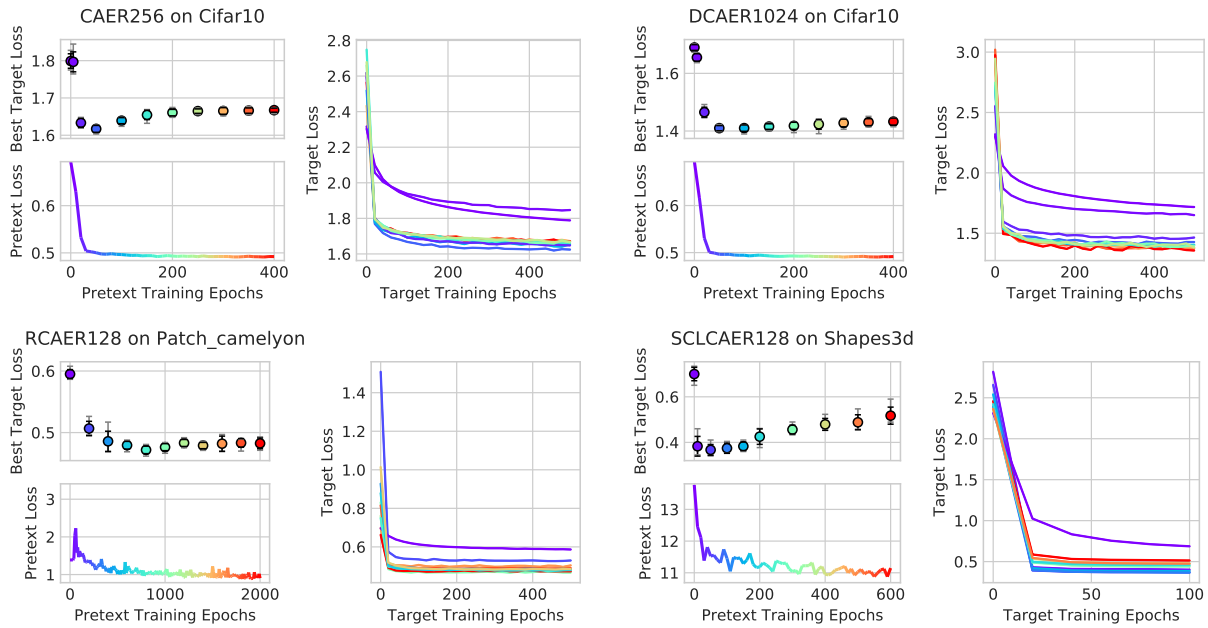 CAER256 on Cifar10
Best Target Loss
1.8
1.7
1.6
Pretext Loss
0.6
0.5
0
200
400
Pretext Training Epochs
Target Loss
2.8
2.6
2.4
2.2
2.0
1.8
1.6
0
200
400
Target Training Epochs
DCAER1024 on Cifar10
Best Target Loss
1.6
1.4
Pretext Loss
0.6
0.5
0
200
400
Pretext Training Epochs
Target Loss
3.0
2.5
2.0
1.5
0
200
400
Target Training Epochs
RCAER128 on Patch_camelyon
Best Target Loss
0.6
0.5
Pretext Loss
3
2
1
0
500
1000
1500
2000
Pretext Training Epochs
Target Loss
1.4
1.2
1.0
0.8
0.6
0
200
400
Target Training Epochs
SCLCAER128 on Shapes3d
Best Target Loss
0.6
0.4
Pretext Loss
13
12
11
0
200
400
600
Pretext Training Epochs
Target Loss
2.5
2.0
1.5
1.0
0.5
0
50
100
Target Training Epochs